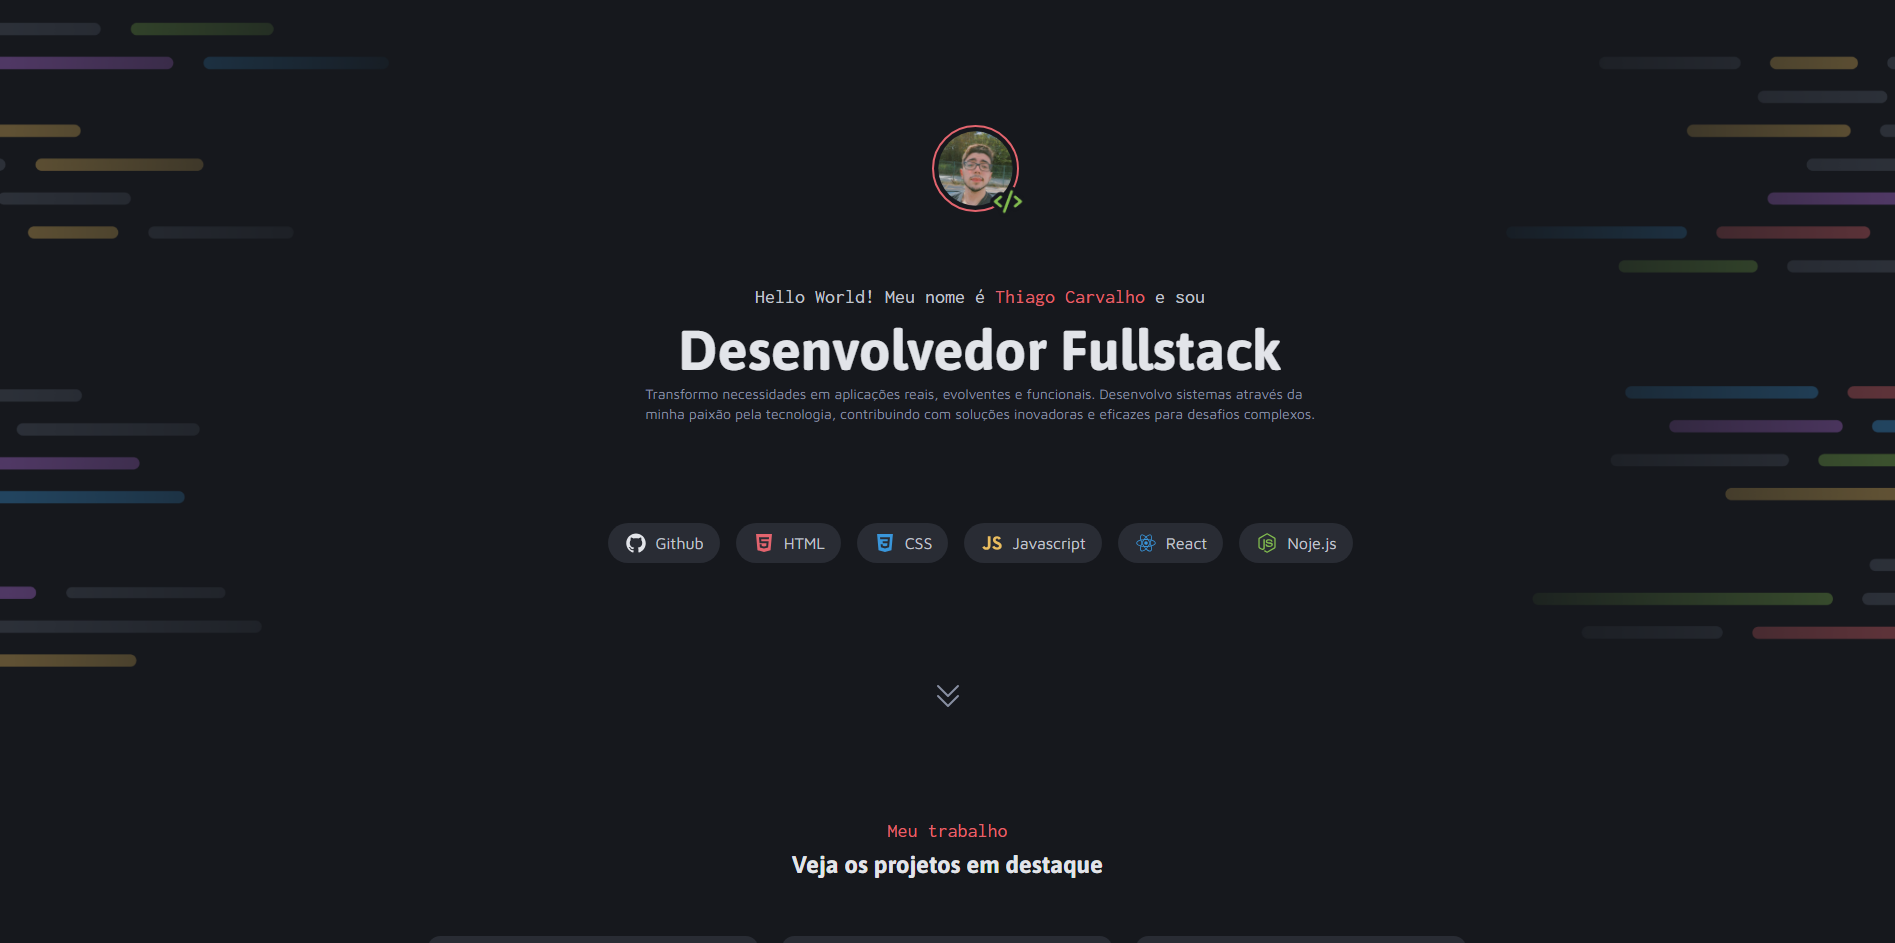 </>
Hello World! Meu nome é Thiago Carvalho e sou
Desenvolvedor Fullstack
Transformo necessidades em aplicações reais, evolventes e funcionais. Desenvolvo sistemas através da
minha paixão pela tecnologia, contribuindo com soluções inovadoras e eficazes para desafios complexos.
Github HTML CSS JS Javascript React Noje.js
Meu trabalho
Veja os projetos em destaque